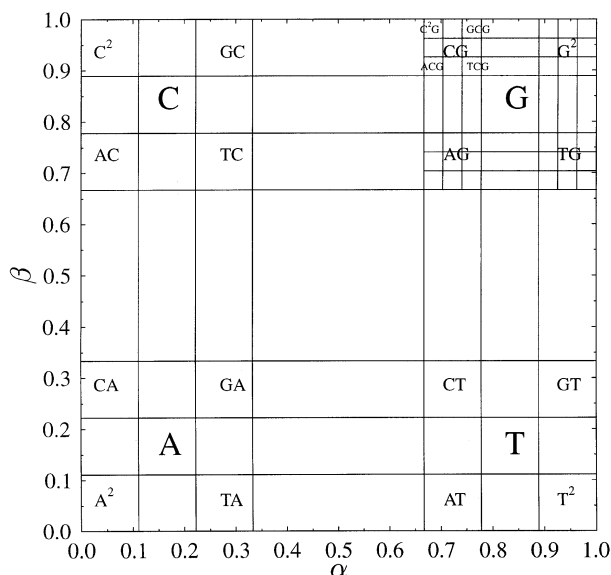 1.0
C²G GCG
C² GC CG G²
0.9
ACG TCG
C G
0.8
AC TC AG TG
0.7
0.6
β
0.5
0.4
0.3
CA GA CT GT
0.2
A T
0.1
A² TA AT T²
0.0
0.0 0.1 0.2 0.3 0.4 0.5 0.6 0.7 0.8 0.9 1.0
α